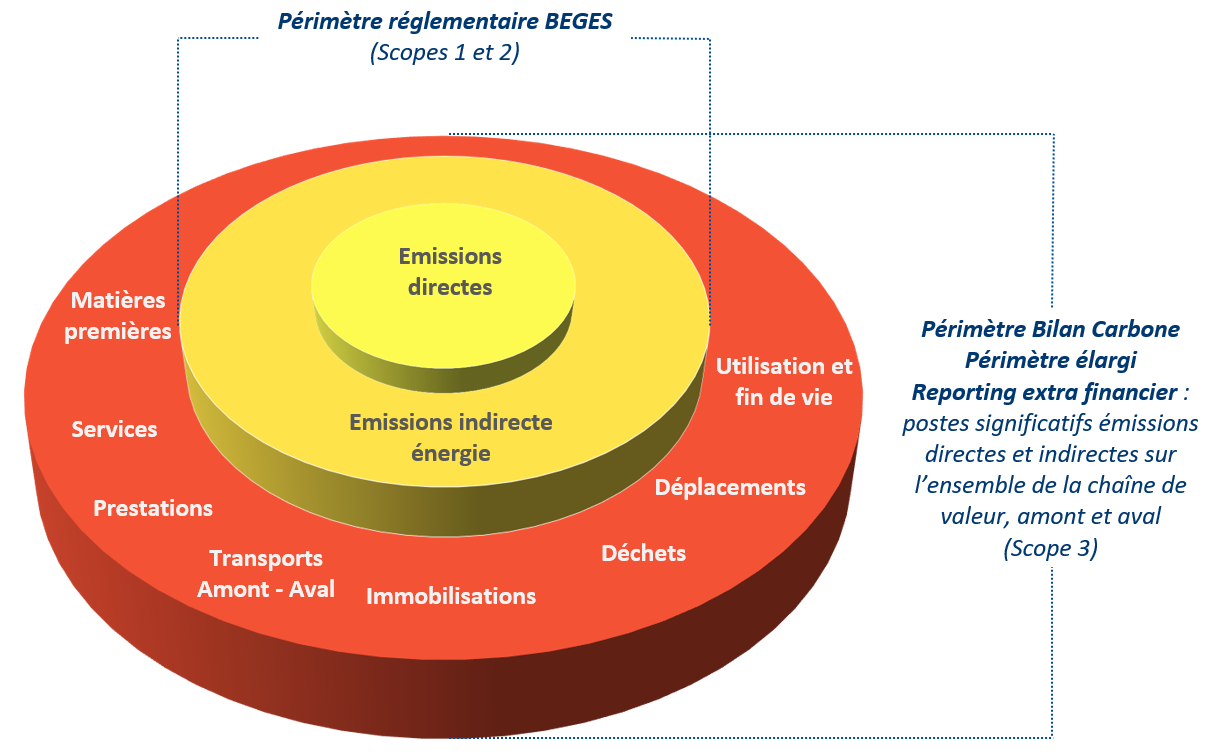 Périmètre réglementaire BEGES
(Scopes 1 et 2)
Emissions
directes
Emissions indirecte
énergie
Matières
premières
Services
Prestations
Transports
Amont - Aval
Immobilisations
Déchets
Déplacements
Utilisation et
fin de vie
Périmètre Bilan Carbone
Périmètre élargi
Reporting extra financier :
postes significatifs émissions
directes et indirectes sur
l’ensemble de la chaîne de
valeur, amont et aval
(Scope 3)